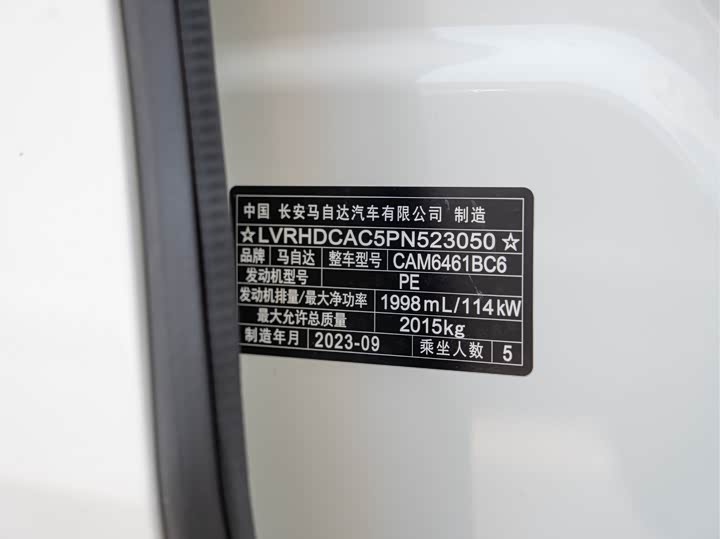 中国 长安马自达汽车有限公司 制造
☆LVRHDCAC5PN523050☆
品牌 马自达 整车型号 CAM6461BC6
发动机型号 PE
发动机排量/最大净功率 1998mL/114kW
最大允许总质量 2015kg
制造年月 2023-09 乘坐人数 5